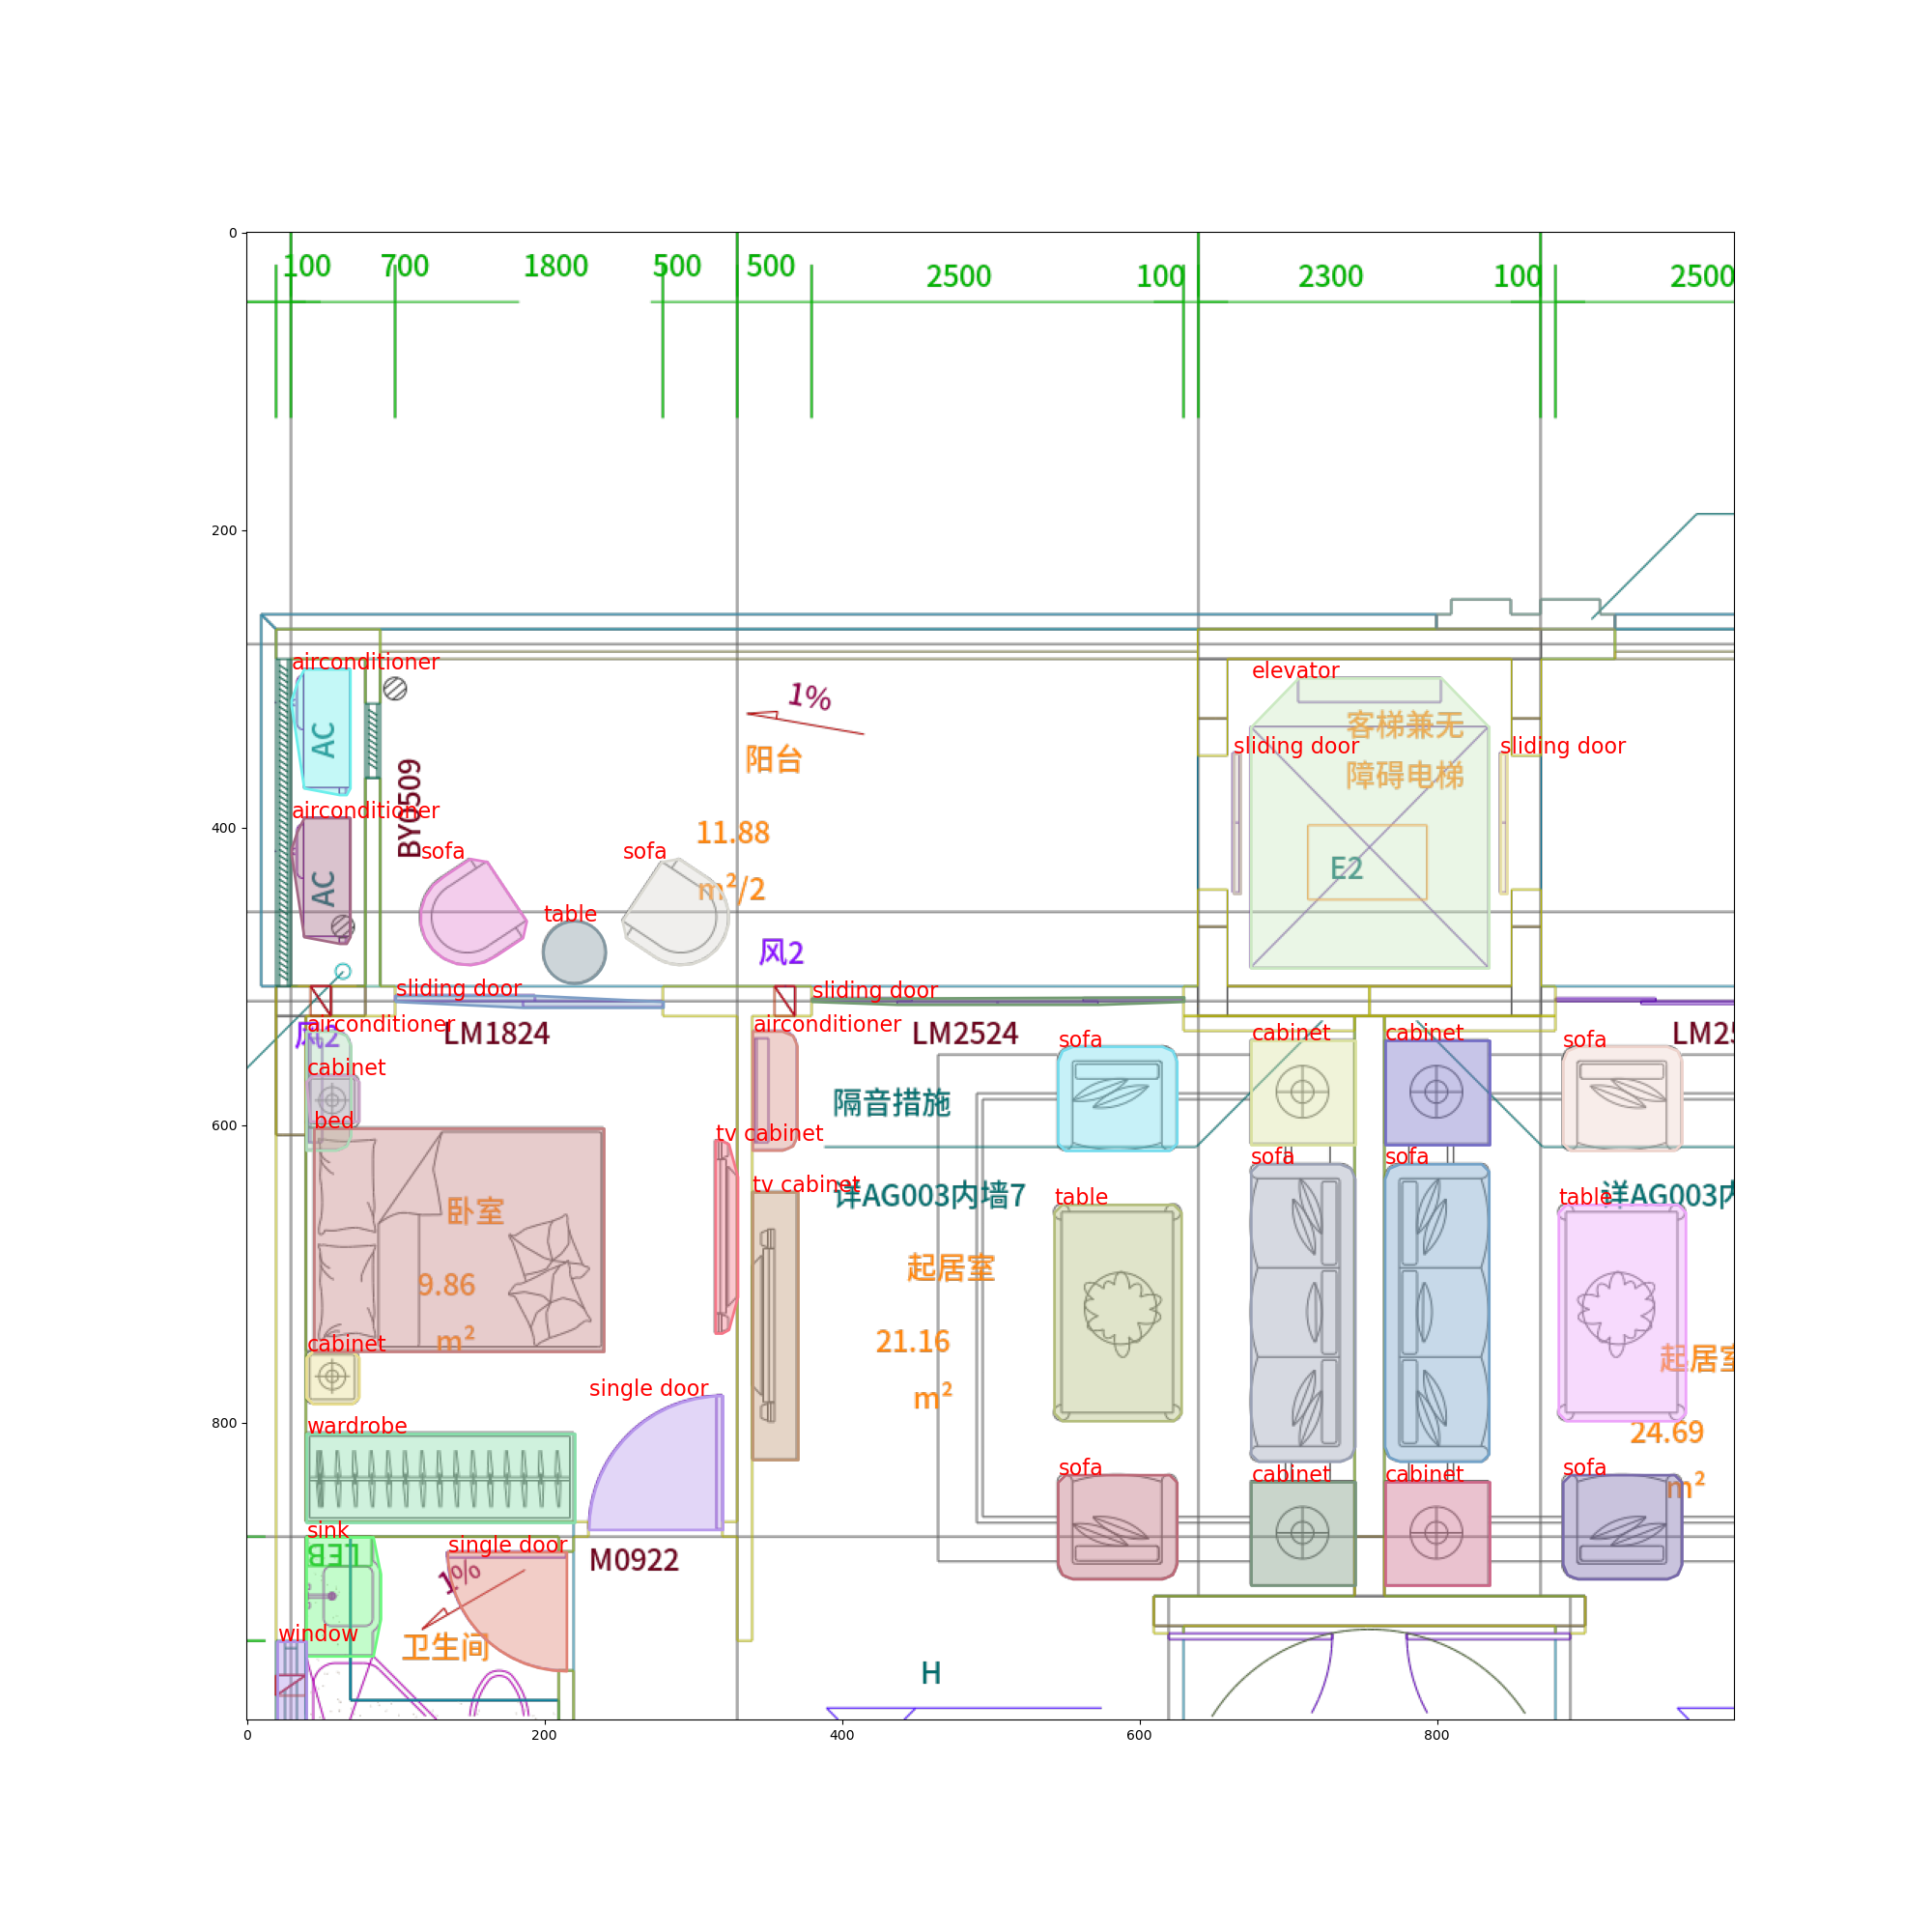 0
100 700 1800 500 500 2500 100 2300 100 2500
200
airconditioner
elevator
1%
客梯兼无
sliding door
sliding door
阳台
障碍电梯
AC
BY0509
airconditioner
400
11.88
sofa
sofa
E2
AC
m²/2
table
风2
sliding door
sliding door
风2
airconditioner
LM1824
airconditioner
LM2524
sofa
cabinet
cabinet
sofa
LM25
cabinet
隔音措施
600
bed
tv cabinet
sofa
sofa
tv cabinet
详AG003内墙7
table
table
详AG003内
卧室
起居室
9.86
21.16
m²
cabinet
起居室
single door
m²
800
wardrobe
24.69
sofa
cabinet
cabinet
sofa
m²
sink
LEB
single door
M0922
1%
window
卫生间
H
0 200 400 600 800